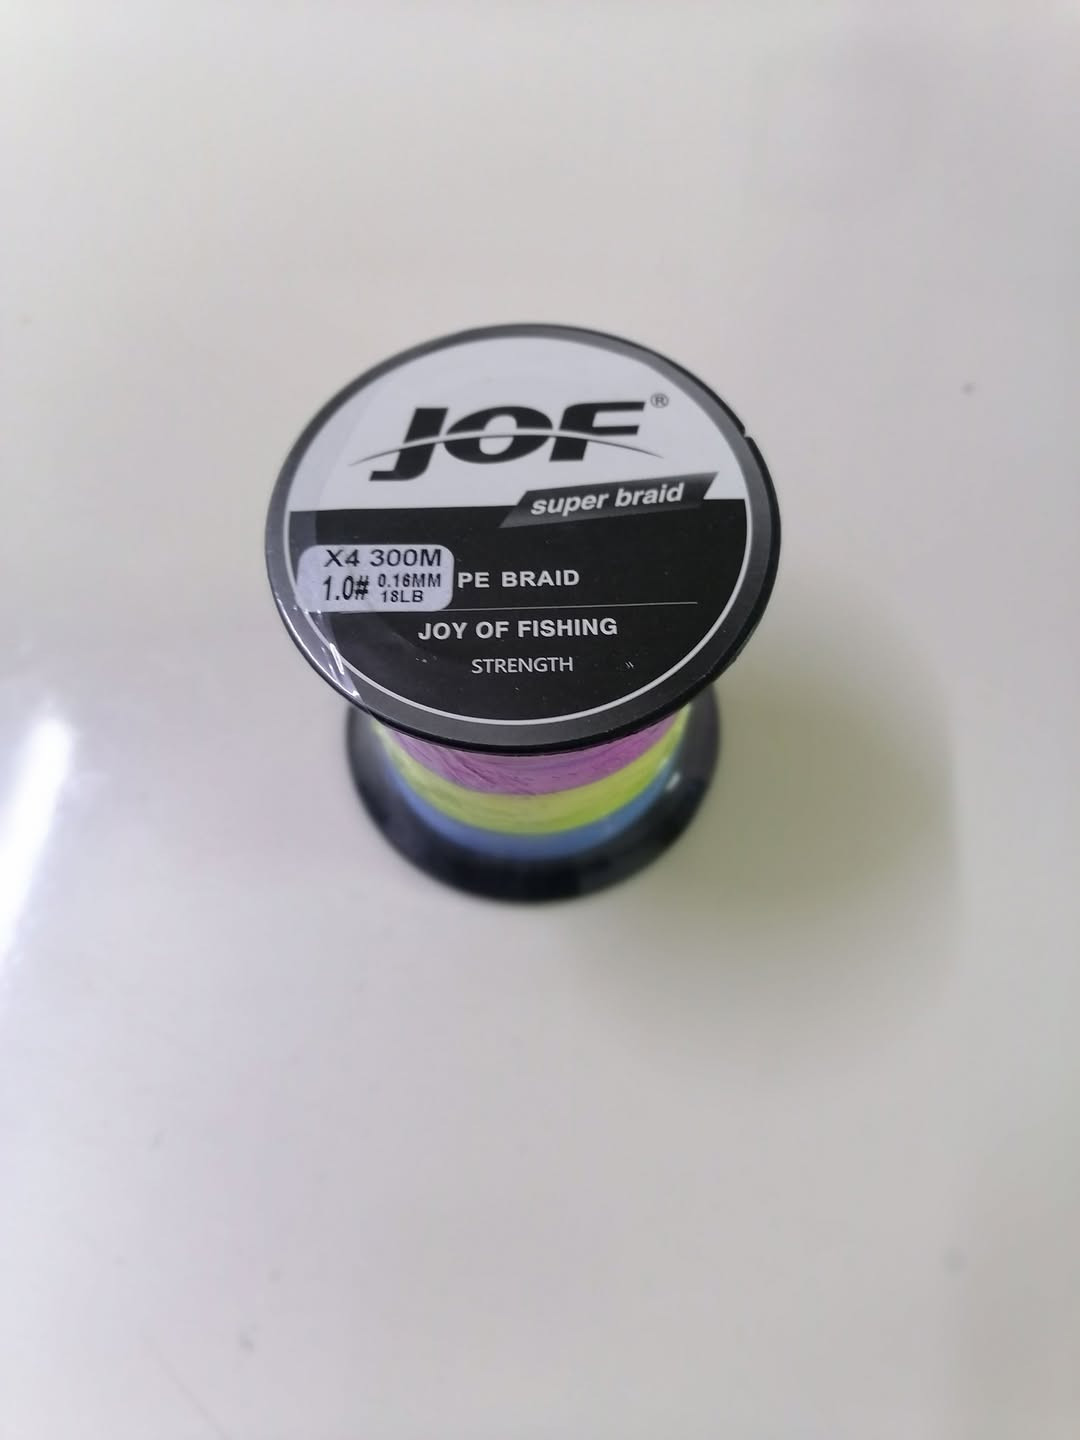 JOF®
super braid
X4 300M
1.0# 0.16MM
18LB
PE BRAID
JOY OF FISHING
STRENGTH